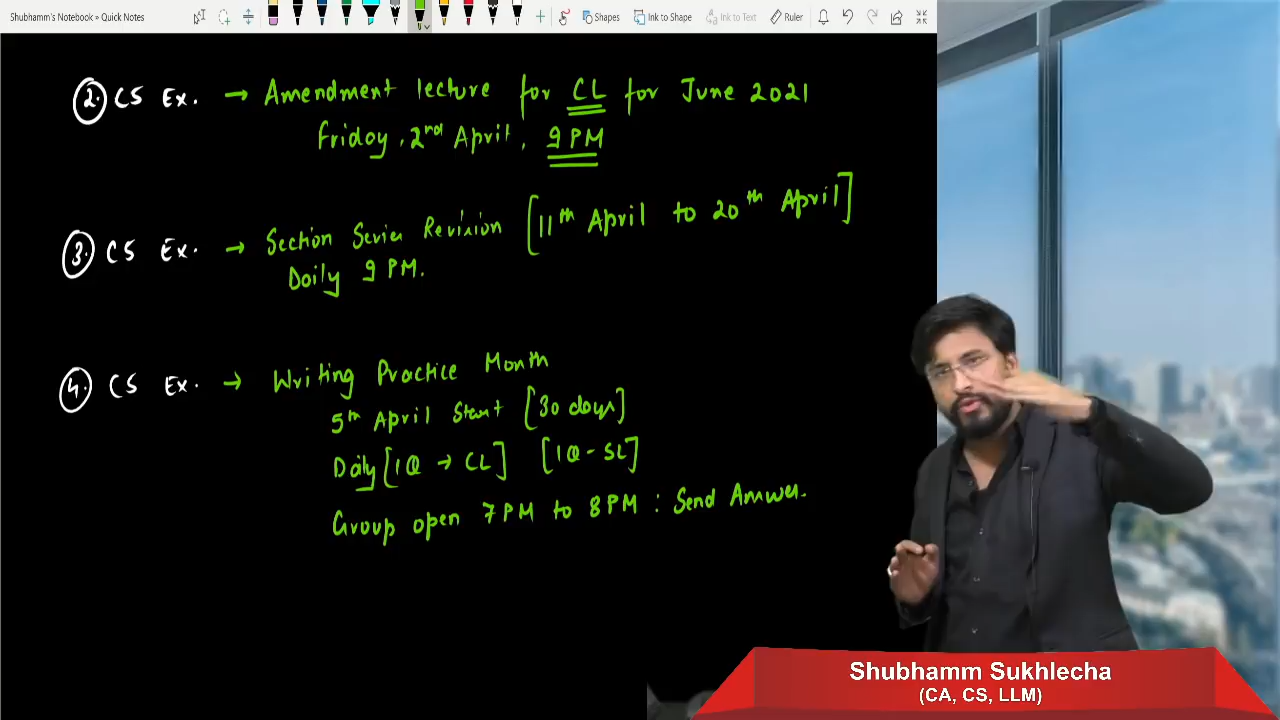 Shubhamm's Notebook » Quick Notes
Shapes
Ink to Shape
Ink to Text
Ruler
2. CS Ex. → Amendment lecture for CL for June 2021
Friday, 2nd April, 9 PM
3. CS Ex. → Section Series Revision [11th April to 20th April]
Daily 9 PM.
4. CS Ex. → Writing Practice Month
5th April Start [30 days]
Daily [1Q → CL] [1Q - SL]
Group open 7 PM to 8 PM : Send Answer.
Shubhamm Sukhlecha
(CA, CS, LLM)